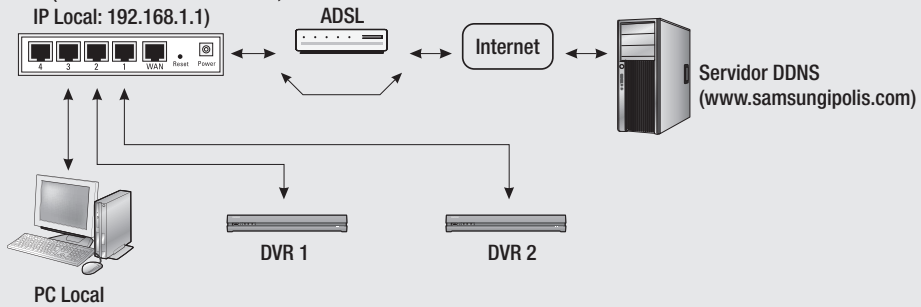 IP Local: 192.168.1.1)
ADSL
Internet
Servidor DDNS
(www.samsungipolis.com)
4 3 2 1 WAN Reset Power
DVR 1
DVR 2
PC Local